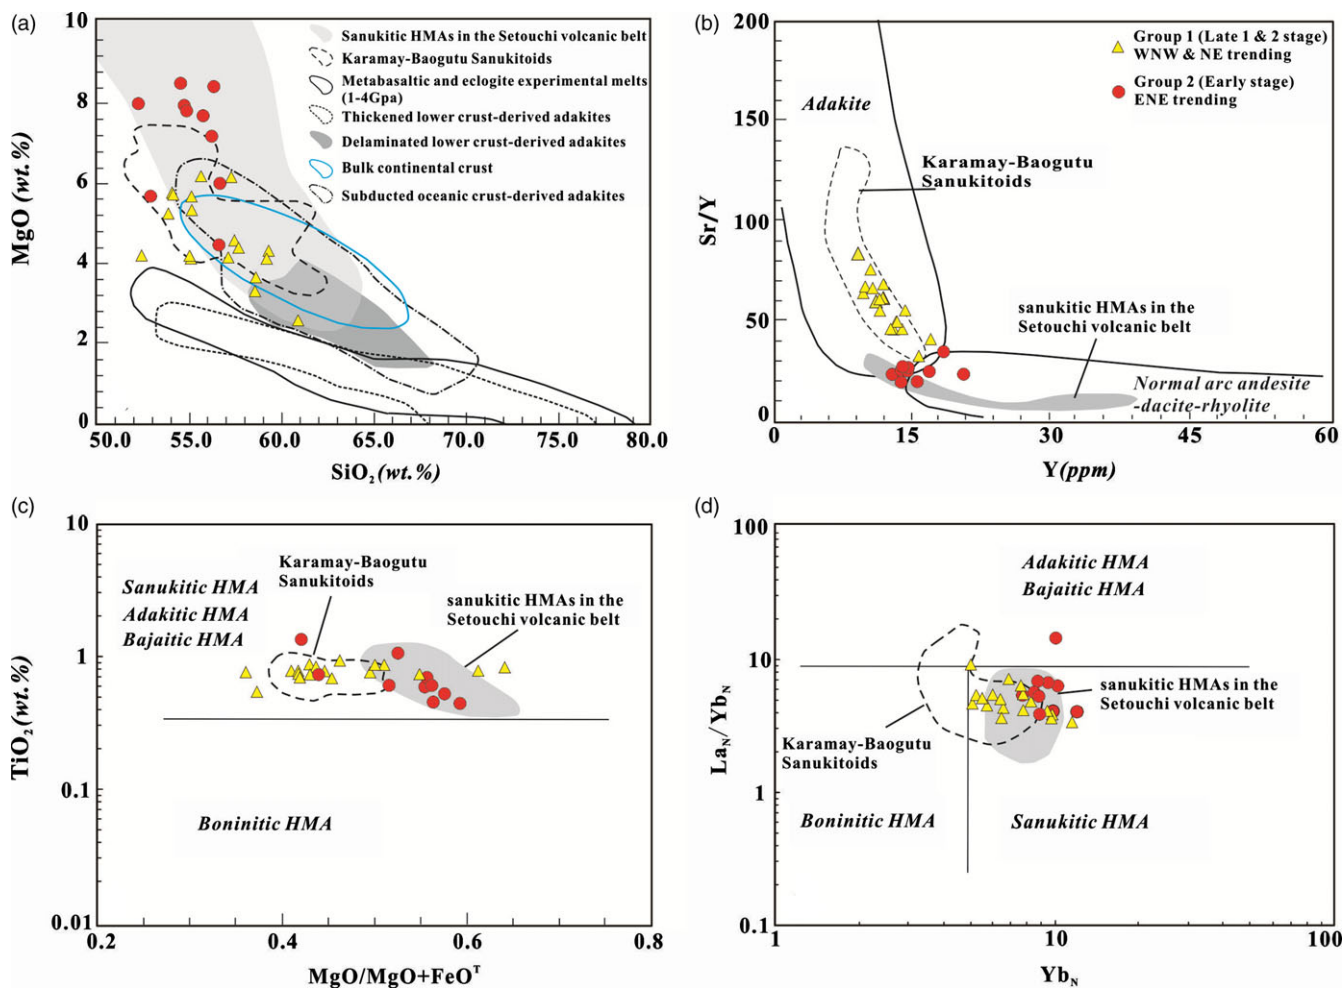 (a)
10
8
6
4
2
0
MgO (wt.%)
50.0
55.0
60.0
65.0
70.0
75.0
80.0
SiO₂(wt.%)
Sanukitic HMAs in the Setouchi volcanic belt
Karamay-Baogutu Sanukitoids
Metabasaltic and eclogite experimental melts
(1-4Gpa)
Thickened lower crust-derived adakites
Delaminated lower crust-derived adakites
Bulk continental crust
Subducted oceanic crust-derived adakites
(b)
200
150
100
50
0
Sr/Y
0
15
30
45
60
Y(ppm)
Group 1 (Late 1 & 2 stage)
WNW & NE trending
Group 2 (Early stage)
ENE trending
Adakite
Karamay-Baogutu
Sanukitoids
sanukitic HMAs in the
Setouchi volcanic belt
Normal arc andesite
-dacite-rhyolite
(c)
10
1
0.1
0.01
TiO₂(wt.%)
0.2
0.4
0.6
0.8
MgO/MgO+FeOᵀ
Sanukitic HMA
Adakitic HMA
Bajaitic HMA
Karamay-Baogutu
Sanukitoids
sanukitic HMAs in the
Setouchi volcanic belt
Boninitic HMA
(d)
100
10
1
0.1
La_N/Yb_N
1
10
100
Yb_N
Adakitic HMA
Bajaitic HMA
sanukitic HMAs in the
Setouchi volcanic belt
Karamay-Baogutu
Sanukitoids
Boninitic HMA
Sanukitic HMA